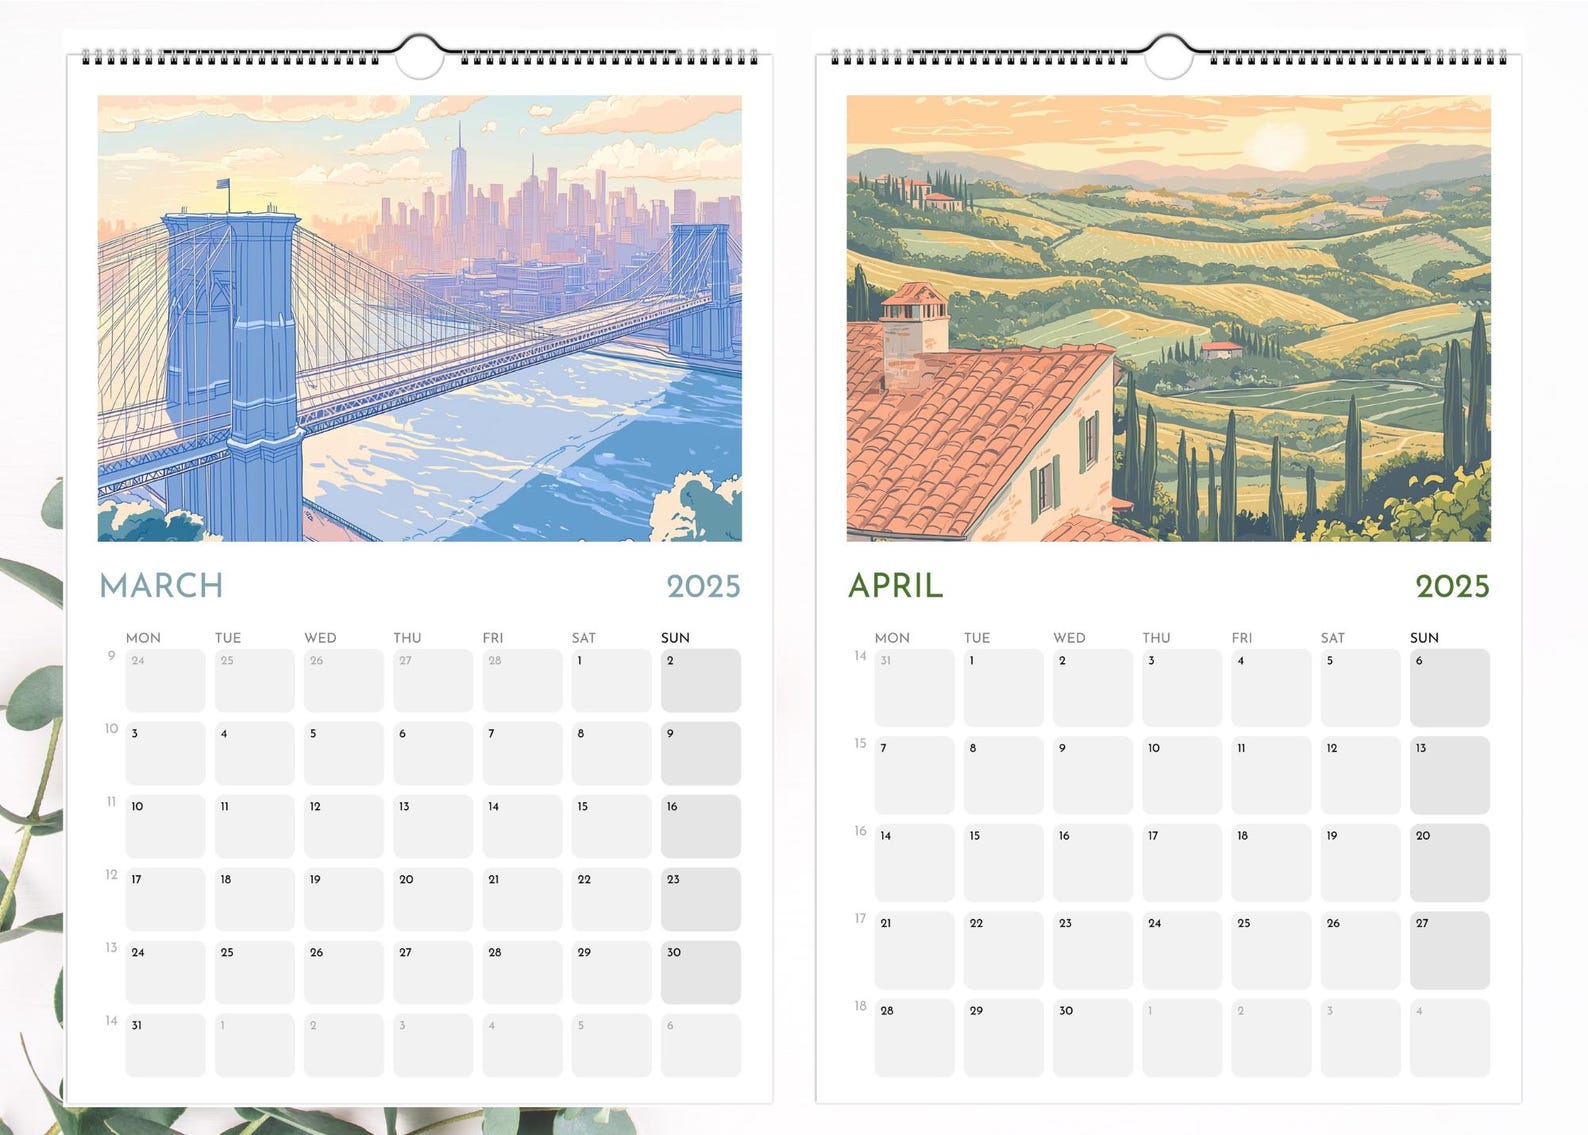 MARCH 2025
MON TUE WED THU FRI SAT SUN
9 24 25 26 27 28 1 2
10 3 4 5 6 7 8 9
11 10 11 12 13 14 15 16
12 17 18 19 20 21 22 23
13 24 25 26 27 28 29 30
14 31 1 2 3 4 5 6
APRIL 2025
MON TUE WED THU FRI SAT SUN
14 31 1 2 3 4 5 6
15 7 8 9 10 11 12 13
16 14 15 16 17 18 19 20
17 21 22 23 24 25 26 27
18 28 29 30 1 2 3 4